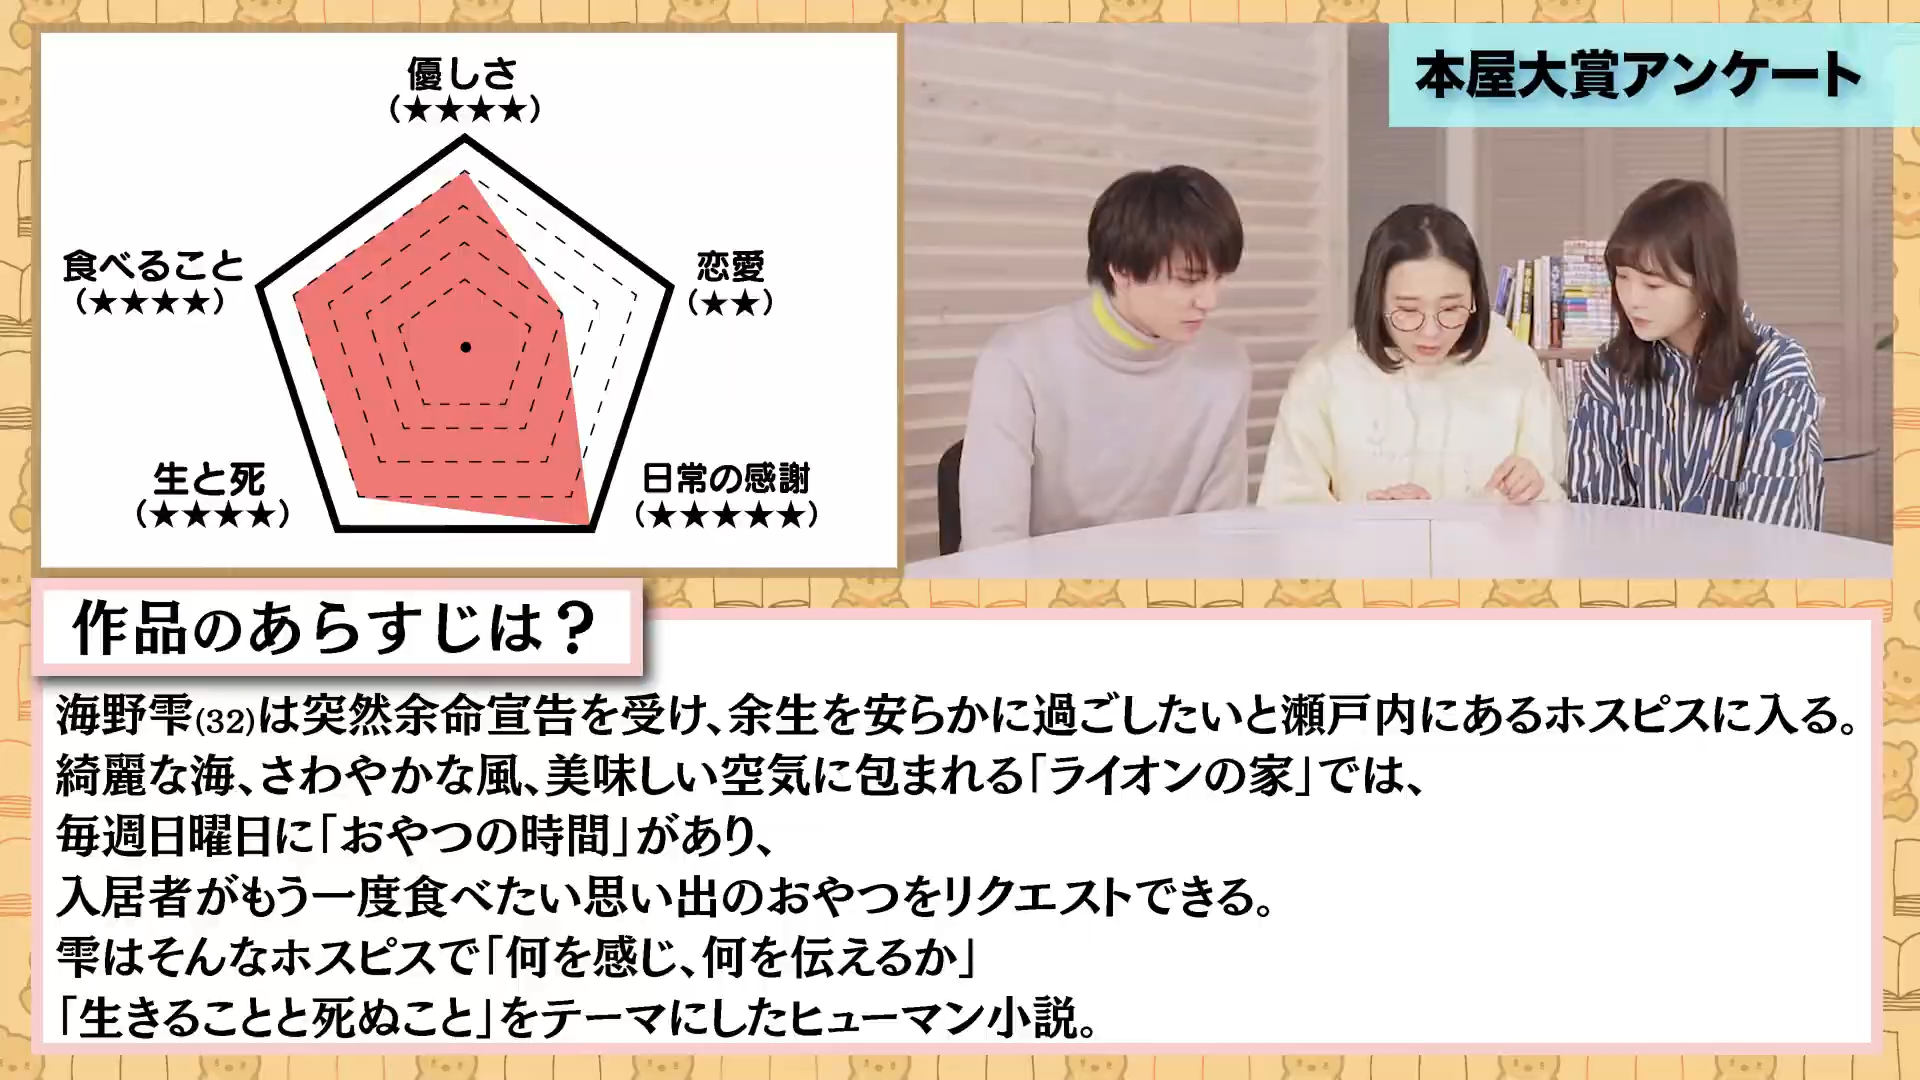 本屋大賞アンケート
優しさ
(★★★★)
食べること
(★★★★)
恋愛
(★★)
生と死
(★★★★)
日常の感謝
(★★★★★)
作品のあらすじは？
海野雫(32)は突然余命宣告を受け、余生を安らかに過ごしたいと瀬戸内にあるホスピスに入る。
綺麗な海、さわやかな風、美味しい空気に包まれる「ライオンの家」では、
毎週日曜日に「おやつの時間」があり、
入居者がもう一度食べたい思い出のおやつをリクエストできる。
雫はそんなホスピスで「何を感じ、何を伝えるか」
「生きることと死ぬこと」をテーマにしたヒューマン小説。